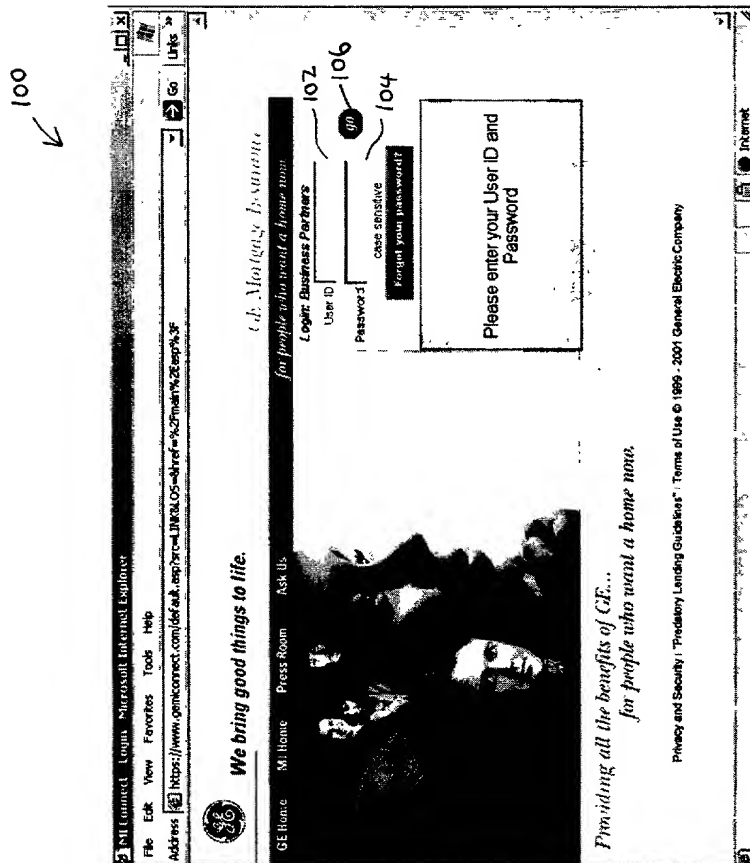 100
MI Connect Login Microsoft Internet Explorer
File Edit View Favorites Tools Help
Address https://www.gemiconnect.com/default.asp?src=LINK&LOS=&href=%2Fmain%2Easp%3F Go Links »
GE
We bring good things to life.
GE Mortgage Insurance
GE Home MI Home Press Room Ask Us for people who want a home now
Login: Business Partners
User ID 102
go 106
Password 104
case sensitive
Forgot your password?
Please enter your User ID and
Password
Providing all the benefits of GE...
for people who want a home now.
Privacy and Security | "Predatory Lending Guidelines" | Terms of Use © 1999 - 2001 General Electric Company
Internet